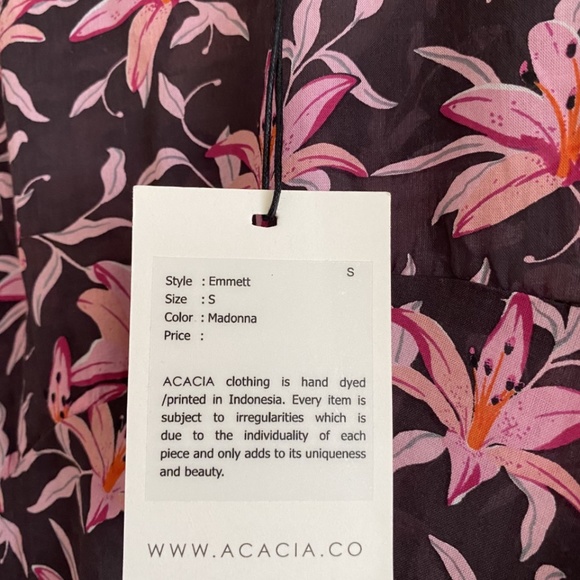 S
Style : Emmett
Size : S
Color : Madonna
Price :
ACACIA clothing is hand dyed
/printed in Indonesia. Every item is
subject to irregularities which is
due to the individuality of each
piece and only adds to its uniqueness
and beauty.
WWW.ACACIA.CO